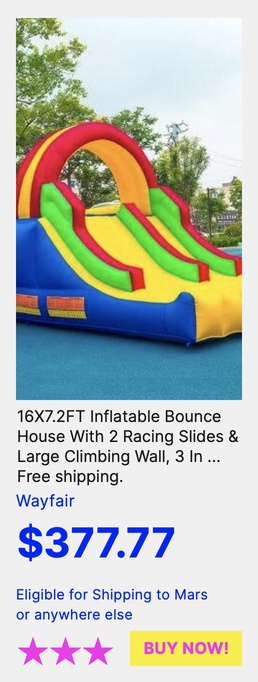 16X7.2FT Inflatable Bounce
House With 2 Racing Slides &
Large Climbing Wall, 3 In ...
Free shipping.
Wayfair
$377.77
Eligible for Shipping to Mars
or anywhere else
BUY NOW!